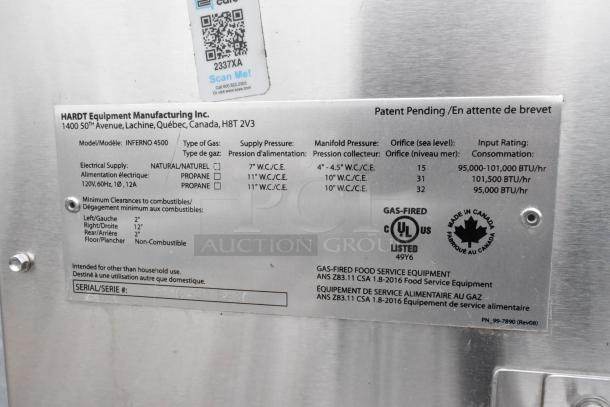 care
2337XA
Scan Me!
HARDT Equipment Manufacturing Inc.
1400 50TH Avenue, Lachine, Québec, Canada, H8T 2V3
Patent Pending /En attente de brevet
Model/Modèle: INFERNO 4500 Type of Gas: Supply Pressure: Manifold Pressure: Orifice (sea level): Input Rating:
Type de gaz: Pression d'alimentation: Pression collecteur: Orifice (niveau mer): Consommation:
Electrical Supply: NATURAL/NATUREL ☐ 7" W.C./C.E. 4" - 4.5" W.C./C.E. 15 95,000-101,000 BTU/hr
Alimentation électrique: PROPANE ☐ 11" W.C./C.E. 10" W.C./C.E. 31 101,500 BTU/hr
120V, 60Hz, 1Ø , 12A PROPANE ☐ 11" W.C./C.E. 10" W.C./C.E. 32 95,000 BTU/hr
Minimum Clearances to combustibles/
Dégagement minimum aux combustibles:
Left/Gauche 2"
Right/Droite 12"
Rear/Arrière 2"
Floor/Plancher Non-Combustible
PCI
AUCTION GROUP
GAS-FIRED
C UL US
LISTED
49Y6
MADE IN CANADA
FABRIQUÉ AU CANADA
Intended for other than household use.
Destiné à une utilisation autre que domestique.
SERIAL/SERIE #:
GAS-FIRED FOOD SERVICE EQUIPMENT
ANS Z83.11 CSA 1.8-2016 Food Service Equipment
ÉQUIPEMENT DE SERVICE ALIMENTAIRE AU GAZ
ANS Z83.11 CSA 1.8-2016 Équipement de service alimentaire
PN_99-7890 (Rev08)